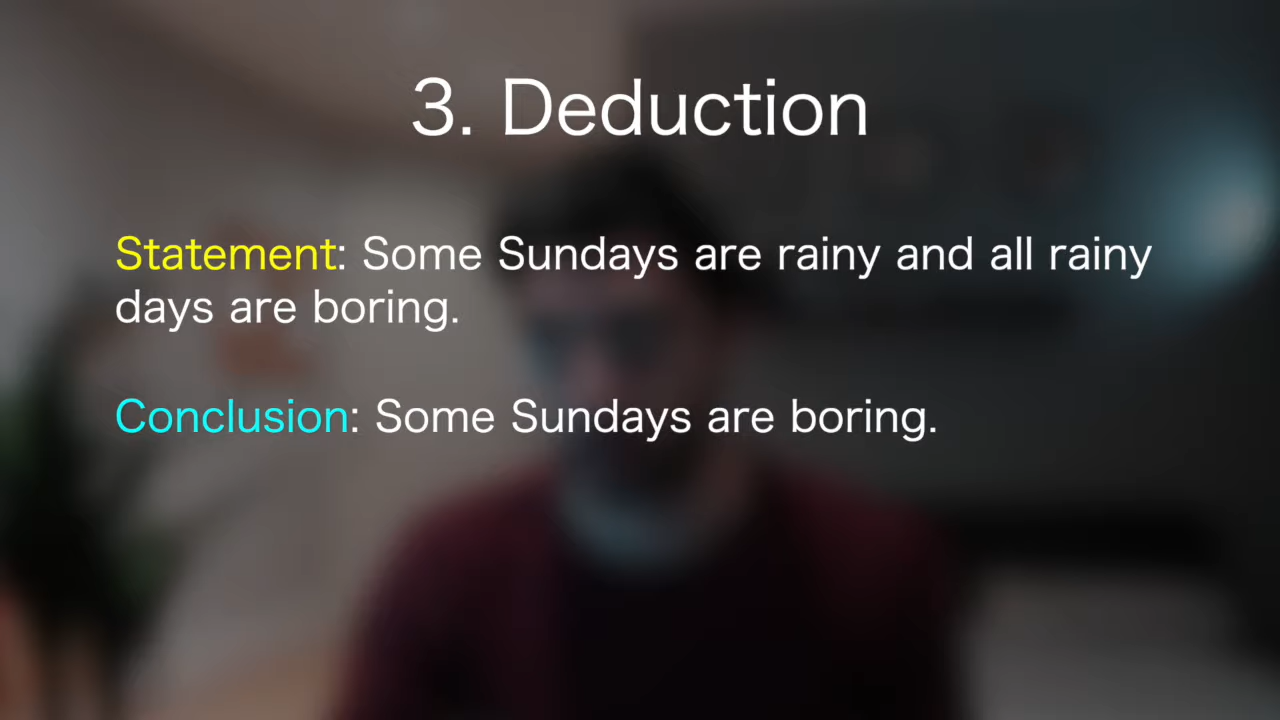 3. Deduction
Statement: Some Sundays are rainy and all rainy
days are boring.
Conclusion: Some Sundays are boring.